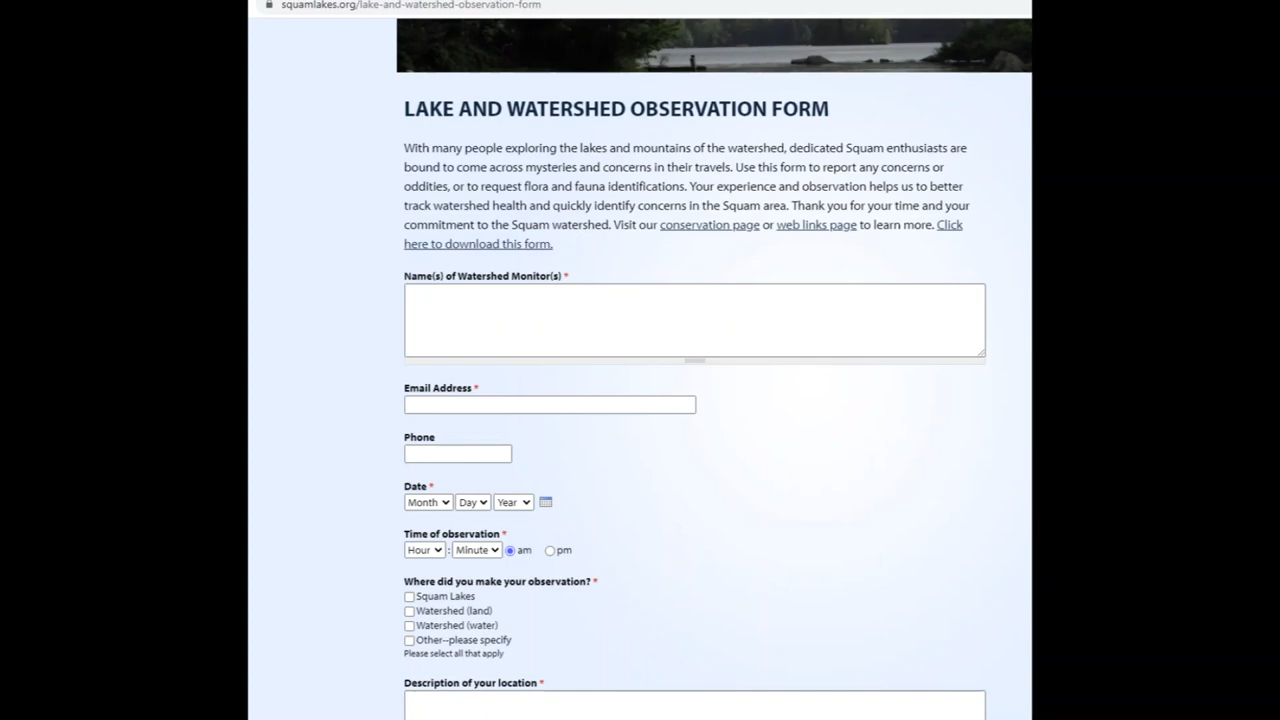 squamlakes.org/lake-and-watershed-observation-form
LAKE AND WATERSHED OBSERVATION FORM
With many people exploring the lakes and mountains of the watershed, dedicated Squam enthusiasts are
bound to come across mysteries and concerns in their travels. Use this form to report any concerns or
oddities, or to request flora and fauna identifications. Your experience and observation helps us to better
track watershed health and quickly identify concerns in the Squam area. Thank you for your time and your
commitment to the Squam watershed. Visit our conservation page or web links page to learn more. Click
here to download this form.
Name(s) of Watershed Monitor(s) *
Email Address *
Phone
Date *
Month Day Year
Time of observation *
Hour : Minute am pm
Where did you make your observation? *
Squam Lakes
Watershed (land)
Watershed (water)
Other--please specify
Please select all that apply
Description of your location *